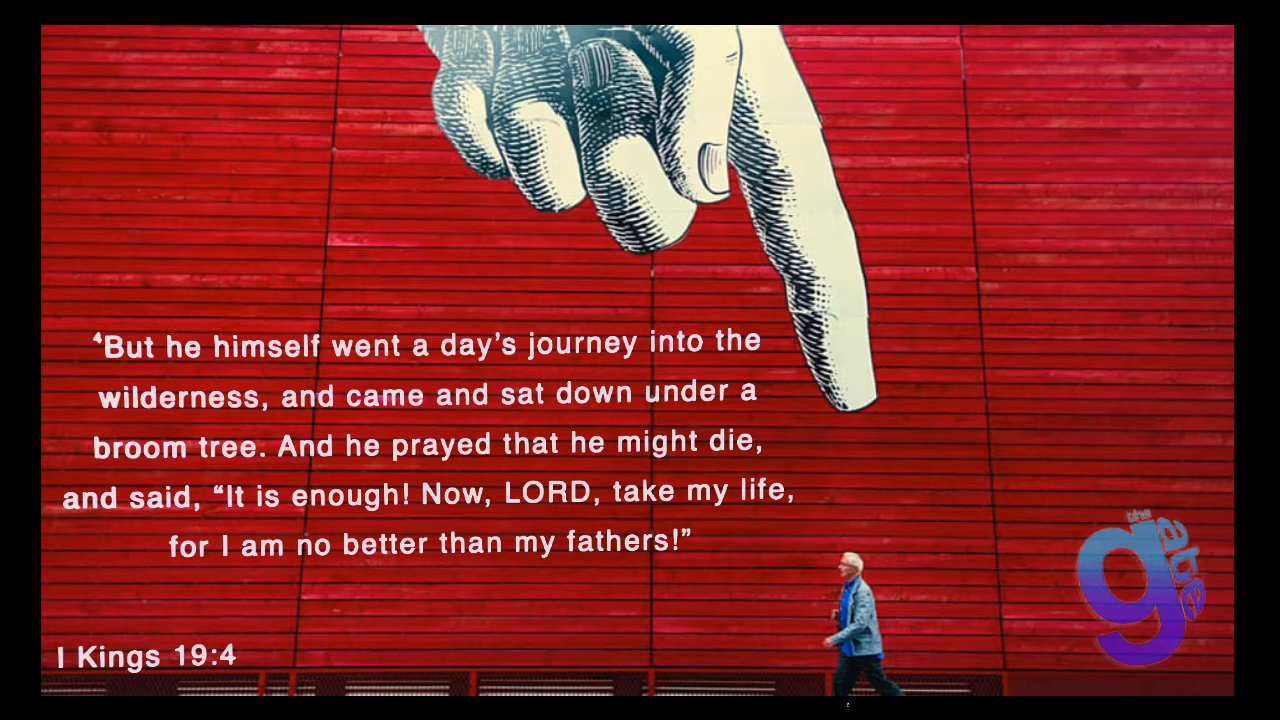 ⁴But he himself went a day’s journey into the
wilderness, and came and sat down under a
broom tree. And he prayed that he might die,
and said, “It is enough! Now, LORD, take my life,
for I am no better than my fathers!”
I Kings 19:4
the
gate